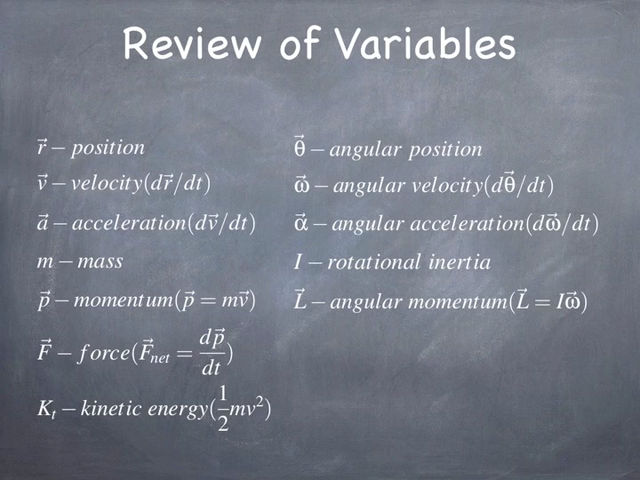 Review of Variables
r⃗ – position
v⃗ – velocity(dr⃗/dt)
a⃗ – acceleration(dv⃗/dt)
m – mass
p⃗ – momentum(p⃗ = mv⃗)
F⃗ – force(F⃗net = dp⃗/dt)
Kt – kinetic energy(1/2mv²)
θ⃗ – angular position
ω⃗ – angular velocity(dθ⃗/dt)
α⃗ – angular acceleration(dω⃗/dt)
I – rotational inertia
L⃗ – angular momentum(L⃗ = Iω⃗)